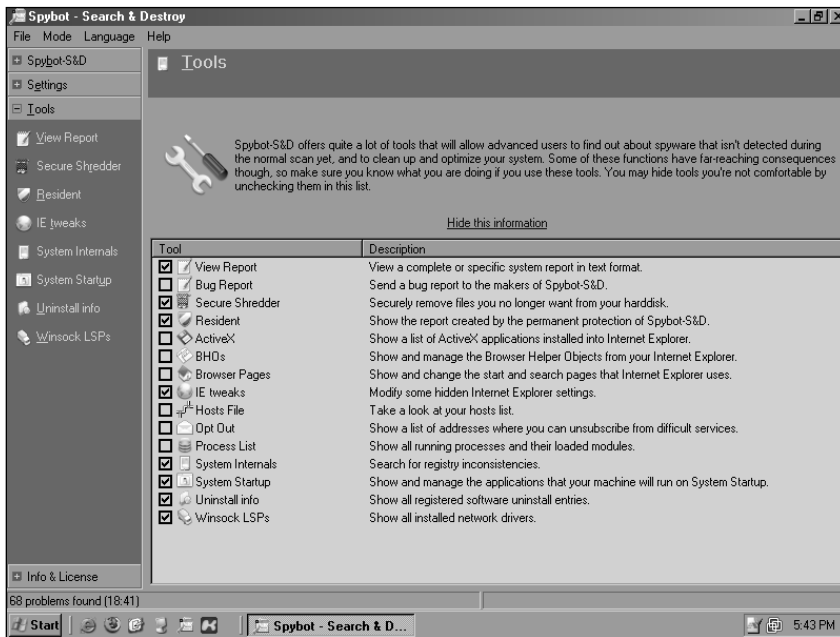 Spybot - Search & Destroy
File Mode Language Help
Spybot-S&D
Settings
Tools
View Report
Secure Shredder
Resident
IE tweaks
System Internals
System Startup
Uninstall info
Winsock LSPs
Info & License
Tools
Spybot-S&D offers quite a lot of tools that will allow advanced users to find out about spyware that isn't detected during
the normal scan yet, and to clean up and optimize your system. Some of these functions have far-reaching consequences
though, so make sure you know what you are doing if you use these tools. You may hide tools you're not comfortable by
unchecking them in this list.
Hide this information
Tool Description
View Report View a complete or specific system report in text format.
Bug Report Send a bug report to the makers of Spybot-S&D.
Secure Shredder Securely remove files you no longer want from your harddisk.
Resident Show the report created by the permanent protection of Spybot-S&D.
ActiveX Show a list of ActiveX applications installed into Internet Explorer.
BHOs Show and manage the Browser Helper Objects from your Internet Explorer.
Browser Pages Show and change the start and search pages that Internet Explorer uses.
IE tweaks Modify some hidden Internet Explorer settings.
Hosts File Take a look at your hosts list.
Opt Out Show a list of addresses where you can unsubscribe from difficult services.
Process List Show all running processes and their loaded modules.
System Internals Search for registry inconsistencies.
System Startup Show and manage the applications that your machine will run on System Startup.
Uninstall info Show all registered software uninstall entries.
Winsock LSPs Show all installed network drivers.
68 problems found (18:41)
Start Spybot - Search & D... 5:43 PM